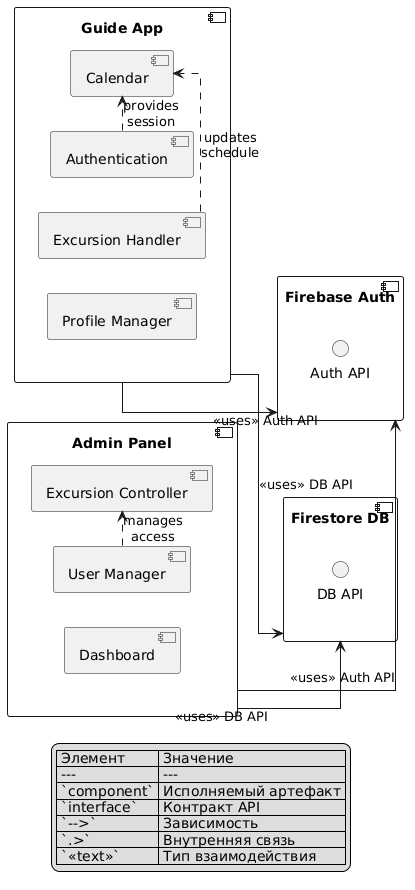 Guide App
Calendar
provides
session
Authentication
updates
schedule
Excursion Handler
Profile Manager
Firebase Auth
Auth API
«uses» Auth API
Admin Panel
Excursion Controller
manages
access
User Manager
Dashboard
«uses» DB API
Firestore DB
DB API
«uses» Auth API
«uses» DB API
Элемент Значение
--- ---
`component` Исполняемый артефакт
`interface` Контракт API
`-->` Зависимость
`.>` Внутренняя связь
`«text»` Тип взаимодействия